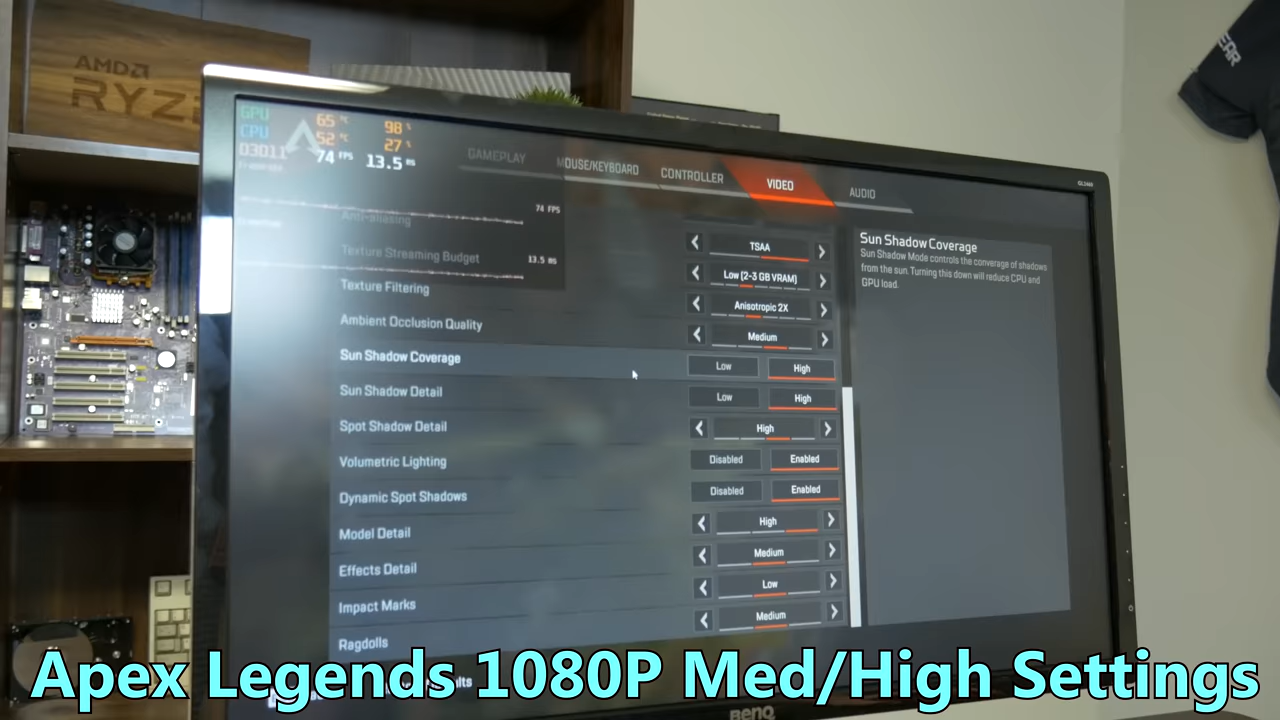 AMD
RYZE
EAR
GPU 65 °C 98 %
CPU 52 °C 27 %
D3D11 74 FPS 13.5 ms
74 FPS
13.5 ms
GAMEPLAY MOUSE/KEYBOARD CONTROLLER VIDEO AUDIO
GL2460
Anti-aliasing TSAA
Texture Streaming Budget Low (2-3 GB VRAM)
Texture Filtering Anisotropic 2X
Ambient Occlusion Quality Medium
Sun Shadow Coverage Low High
Sun Shadow Detail Low High
Spot Shadow Detail High
Volumetric Lighting Disabled Enabled
Dynamic Spot Shadows Disabled Enabled
Model Detail High
Effects Detail Medium
Impact Marks Low
Ragdolls Medium
Sun Shadow Coverage
Sun Shadow Mode controls the converage of shadows
from the sun. Turning this down will reduce CPU and
GPU load.
Apex Legends 1080P Med/High Settings
BenQ